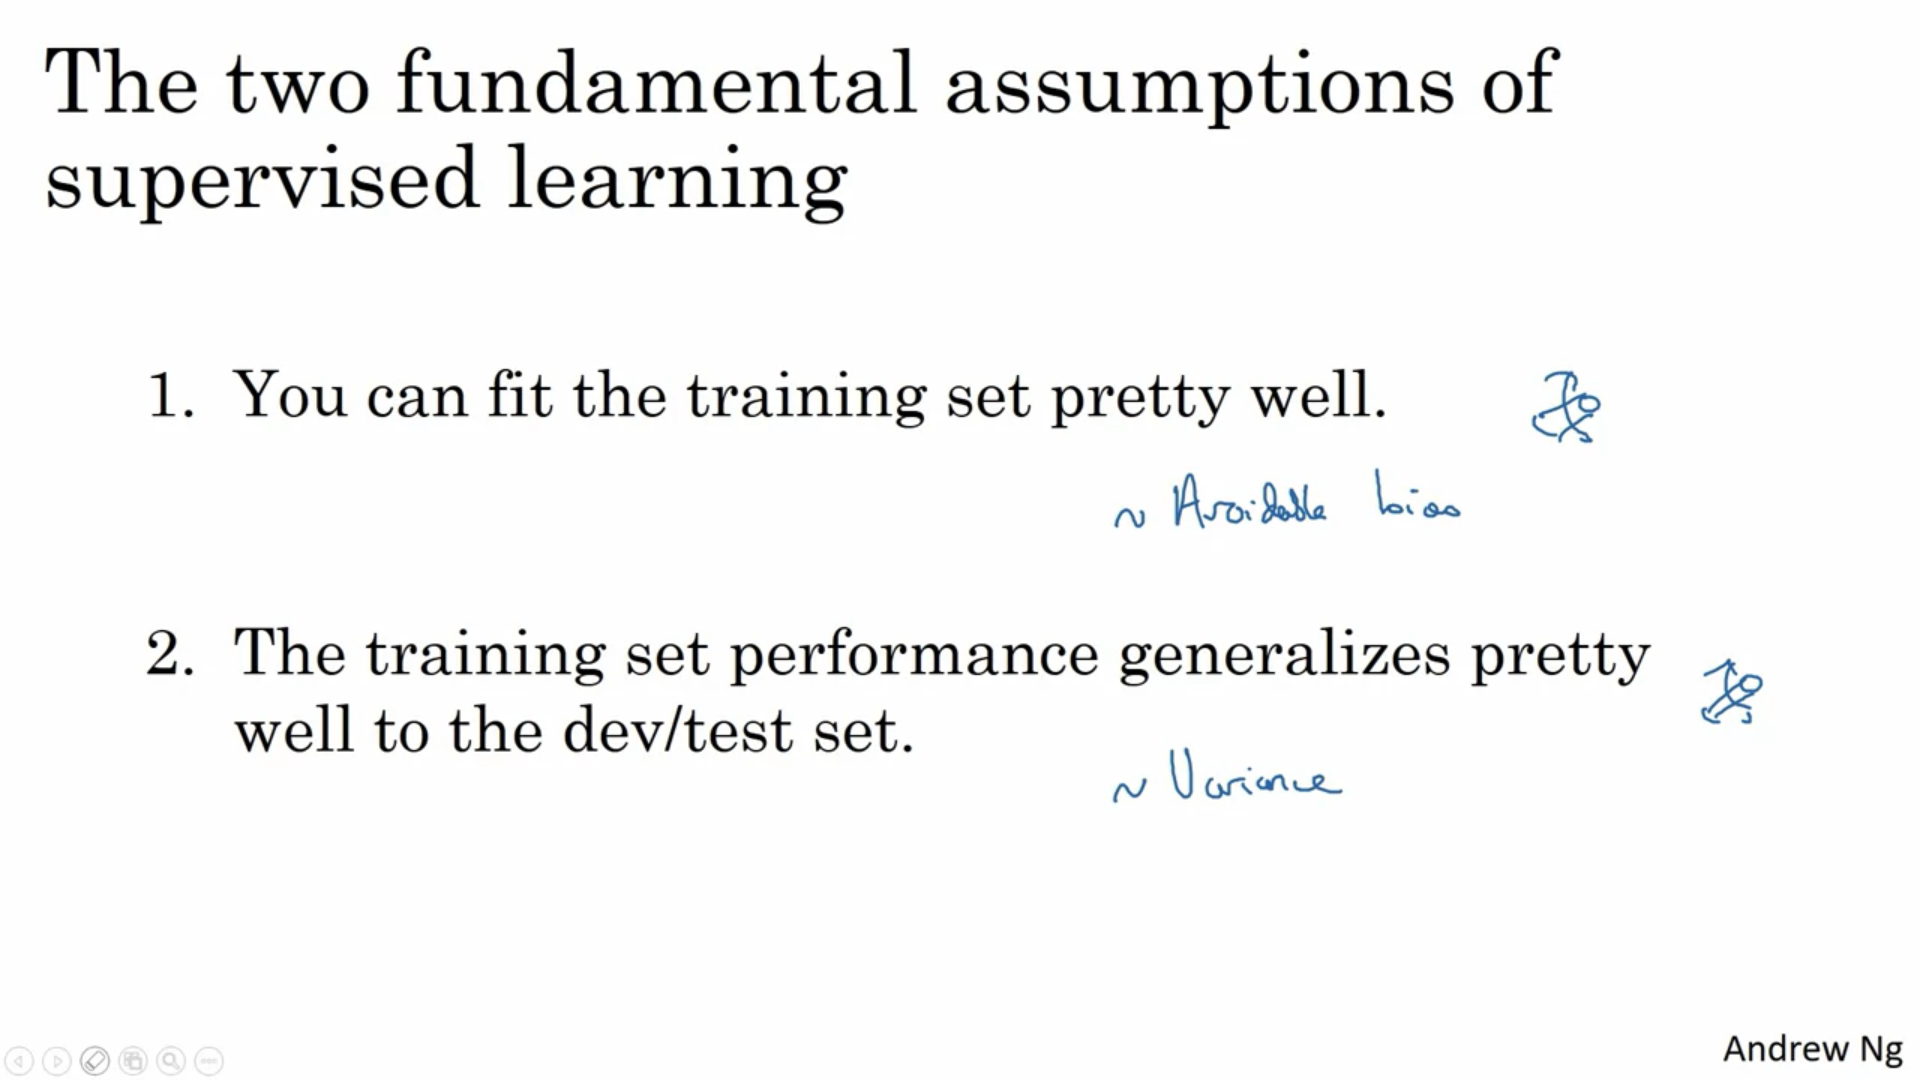 The two fundamental assumptions of
supervised learning
1. You can fit the training set pretty well.
~ Avoidable bias
2. The training set performance generalizes pretty
well to the dev/test set.
~ Variance
Andrew Ng